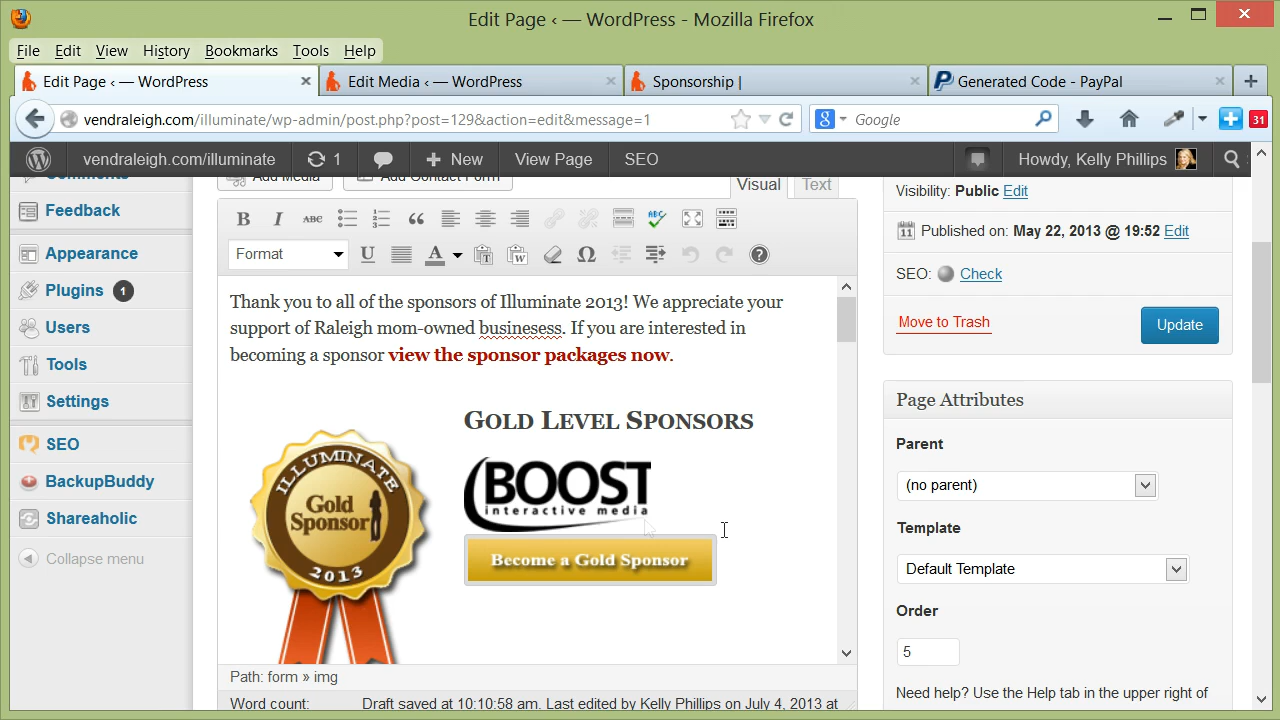 Edit Page ‹ — WordPress - Mozilla Firefox
File Edit View History Bookmarks Tools Help
Edit Page ‹ — WordPress
Edit Media ‹ — WordPress
Sponsorship |
Generated Code - PayPal
vendraleigh.com/illuminate/wp-admin/post.php?post=129&action=edit&message=1
Google
31
vendraleigh.com/illuminate 1 New View Page SEO Howdy, Kelly Phillips
Comments
Feedback
Appearance
Plugins 1
Users
Tools
Settings
SEO
BackupBuddy
Shareaholic
Collapse menu
Add Media Add Contact Form
Visual Text
B I ABC ABC
Format U A
Thank you to all of the sponsors of Illuminate 2013! We appreciate your
support of Raleigh mom-owned businesess. If you are interested in
becoming a sponsor view the sponsor packages now.
Gold Level Sponsors
ILLUMINATE
Gold
Sponsor
2013
BOOST
interactive media
Become a Gold Sponsor
Path: form » img
Word count: Draft saved at 10:10:58 am. Last edited by Kelly Phillips on July 4, 2013 at
Visibility: Public Edit
11 Published on: May 22, 2013 @ 19:52 Edit
SEO: Check
Move to Trash Update
Page Attributes
Parent
(no parent)
Template
Default Template
Order
5
Need help? Use the Help tab in the upper right of